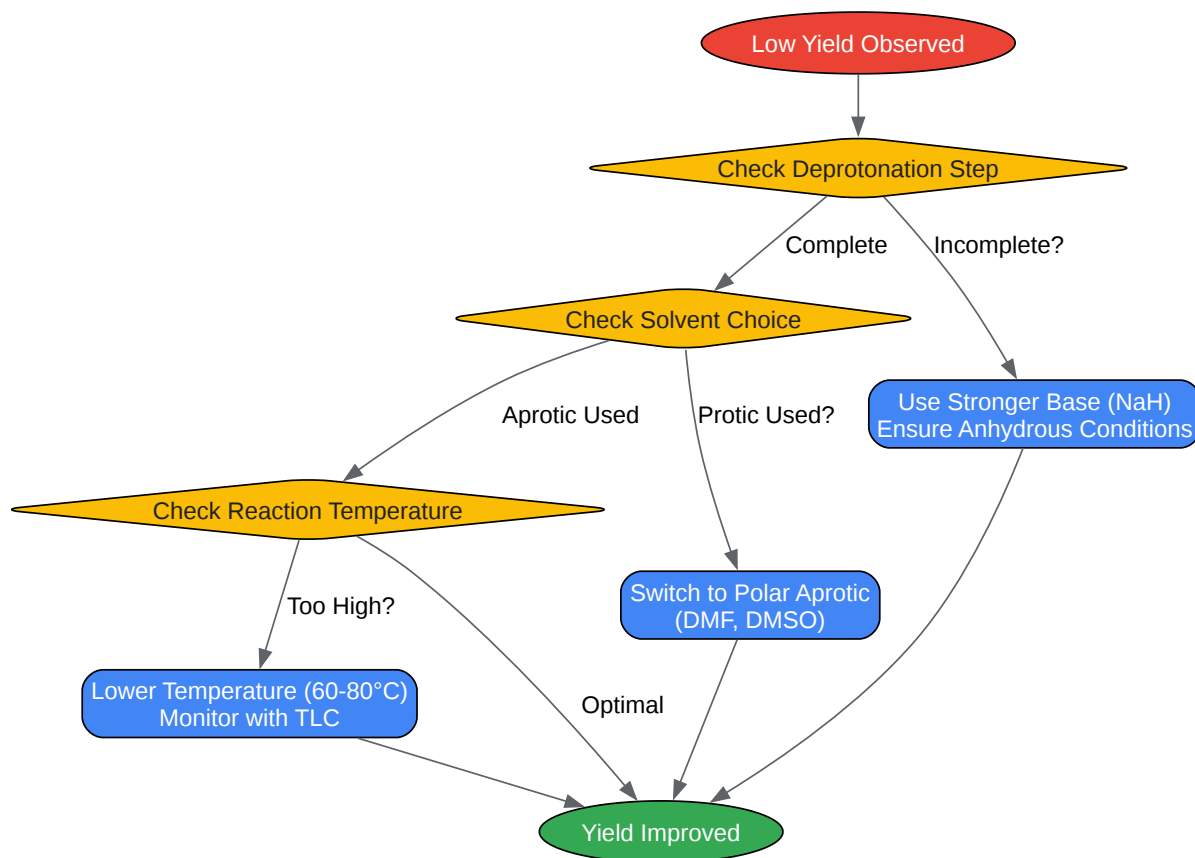 Low Yield Observed
Check Deprotonation Step
Complete
Incomplete?
Check Solvent Choice
Aprotic Used
Protic Used?
Use Stronger Base (NaH)
Ensure Anhydrous Conditions
Check Reaction Temperature
Too High?
Switch to Polar Aprotic
(DMF, DMSO)
Lower Temperature (60-80°C)
Monitor with TLC
Optimal
Yield Improved